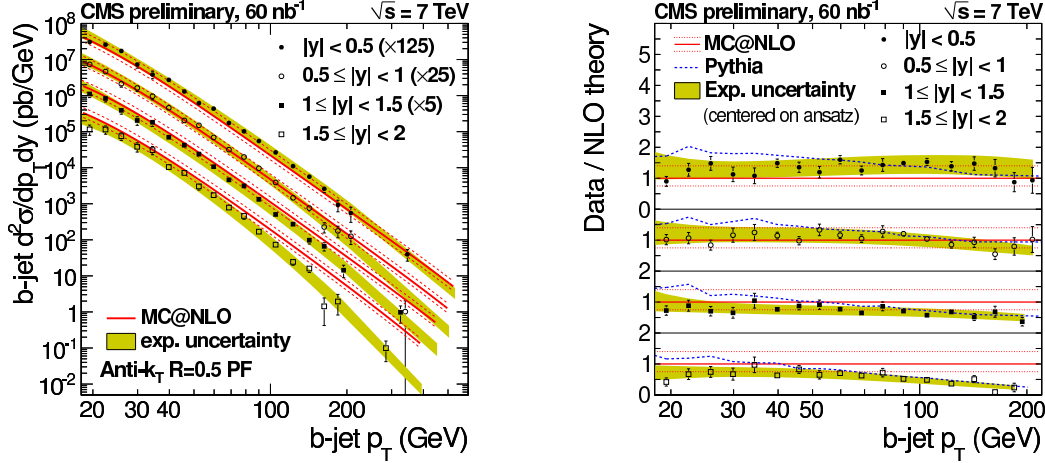 CMS preliminary, 60 nb⁻¹ √s = 7 TeV
b-jet d²σ/dp_T dy (pb/GeV)
10⁸
10⁷
10⁶
10⁵
10⁴
10³
10²
10
1
10⁻¹
10⁻²
|y| < 0.5 (×125)
0.5 ≤ |y| < 1 (×25)
1 ≤ |y| < 1.5 (×5)
1.5 ≤ |y| < 2
MC@NLO
exp. uncertainty
Anti-k_T R=0.5 PF
20 30 40 100 200
b-jet p_T (GeV)
CMS preliminary, 60 nb⁻¹ √s = 7 TeV
Data / NLO theory
MC@NLO
Pythia
Exp. uncertainty
(centered on ansatz)
|y| < 0.5
0.5 ≤ |y| < 1
1 ≤ |y| < 1.5
1.5 ≤ |y| < 2
5
4
3
2
1
0
1
2
1
2
1
2
1
0
20 30 40 50 100 200
b-jet p_T (GeV)